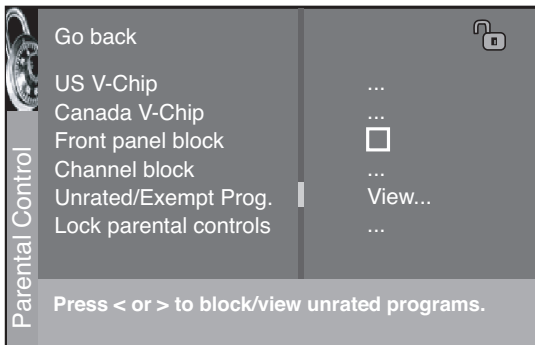 Parental Control
Go back
US V-Chip ...
Canada V-Chip ...
Front panel block
Channel block ...
Unrated/Exempt Prog. View...
Lock parental controls ...
Press < or > to block/view unrated programs.